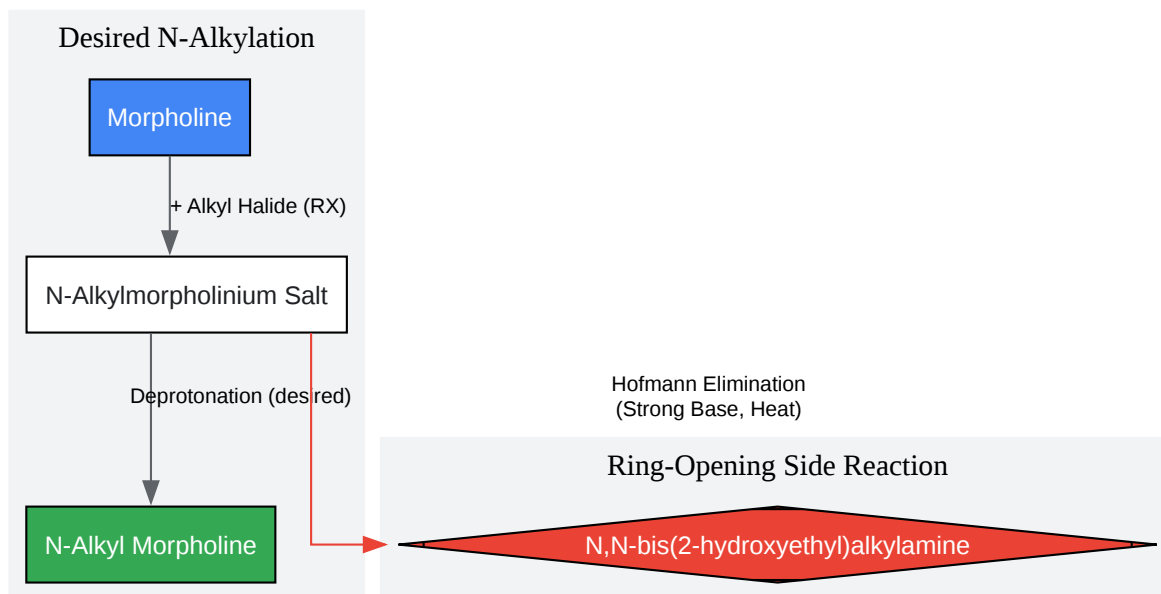 Desired N-Alkylation
Morpholine
+ Alkyl Halide (RX)
N-Alkylmorpholinium Salt
Deprotonation (desired)
Hofmann Elimination
(Strong Base, Heat)
Ring-Opening Side Reaction
N-Alkyl Morpholine
N,N-bis(2-hydroxyethyl)alkylamine